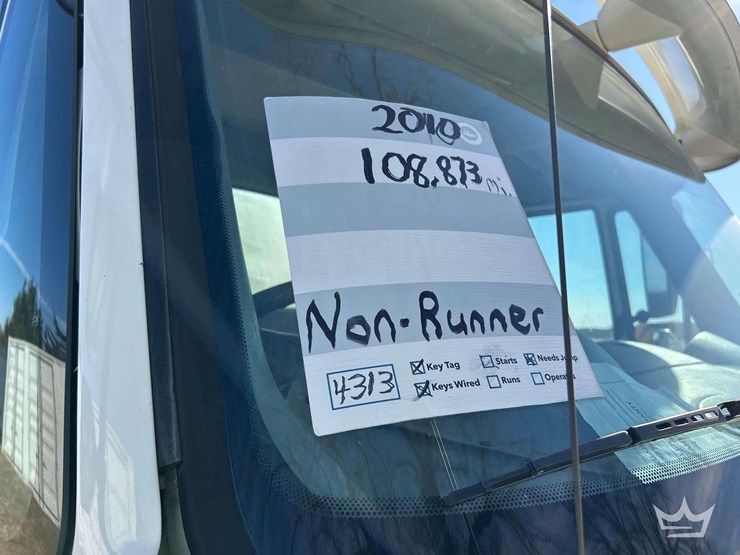 2010
108,873 mi.
Non-Runner
4313
Key Tag Starts Needs Jump
Keys Wired Runs Operates